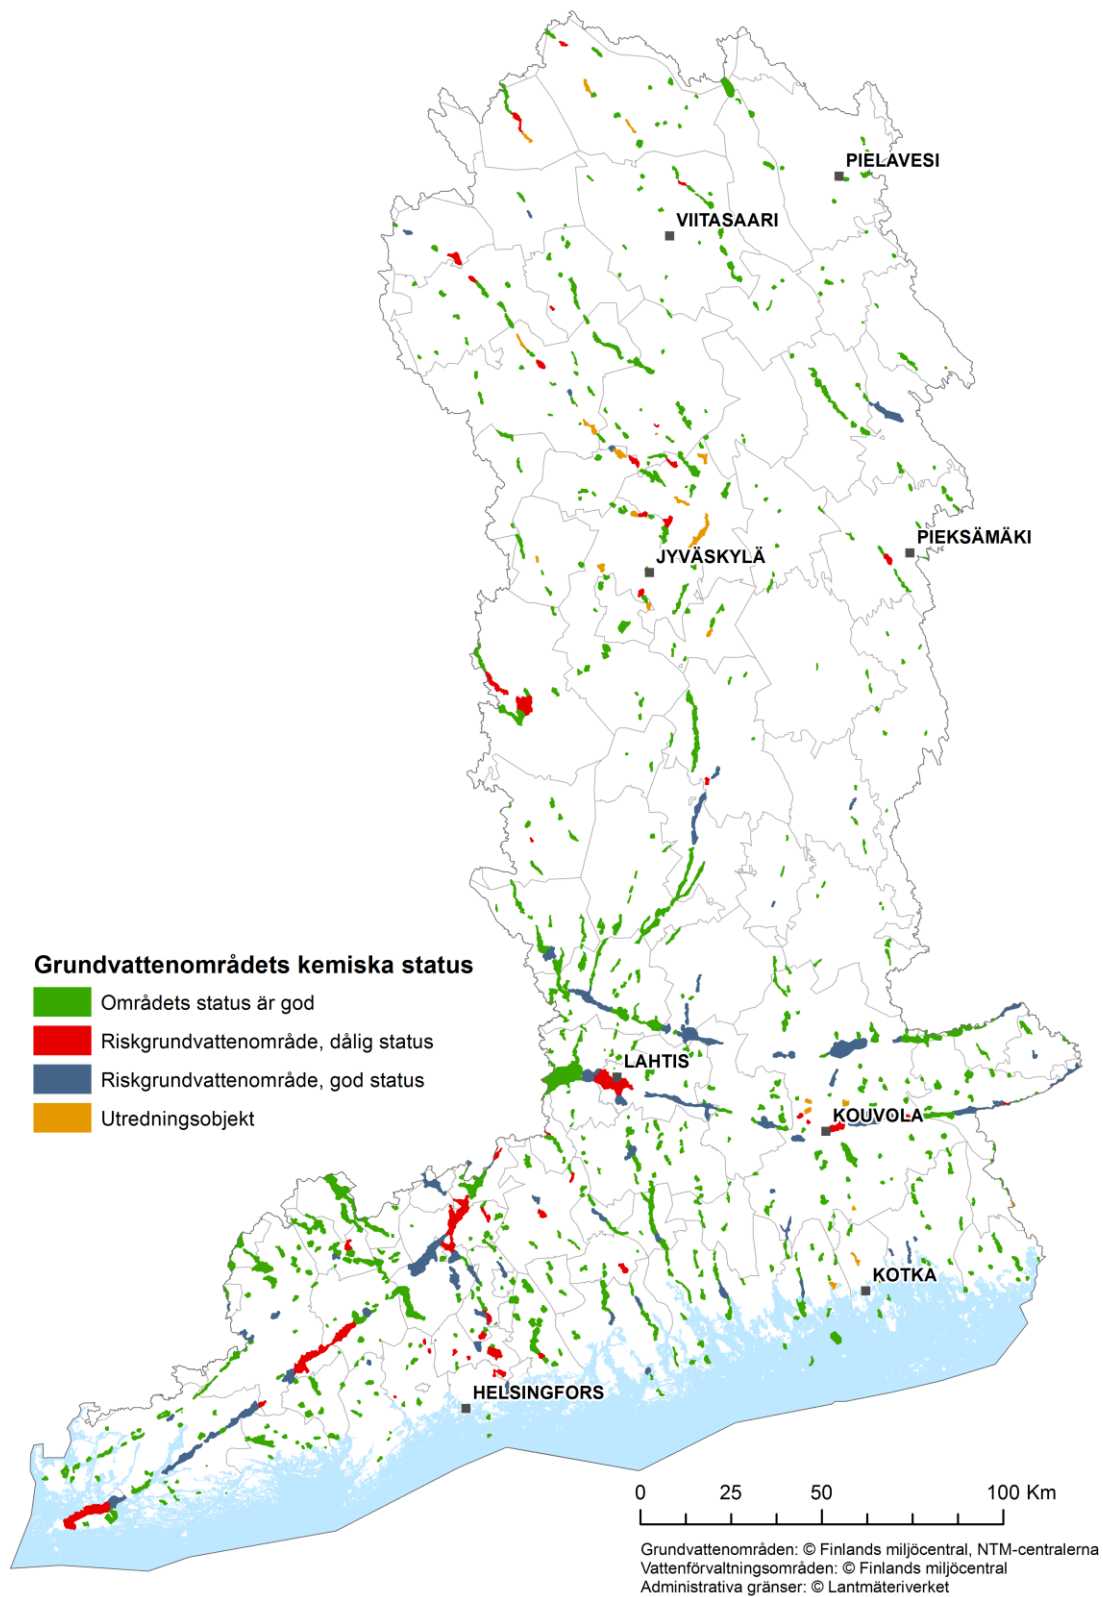 PIELAVESI
VIITASAARI
PIEKSÄMÄKI
JYVÄSKYLÄ
Grundvattenområdets kemiska status
Områdets status är god
Riskgrundvattenområde, dålig status
Riskgrundvattenområde, god status
Utredningsobjekt
LAHTIS
KOUVOLA
KOTKA
HELSINGFORS
0 25 50 100 Km
Grundvattenområden: © Finlands miljöcentral, NTM-centralerna
Vattenförvaltningsområden: © Finlands miljöcentral
Administrativa gränser: © Lantmäteriverket